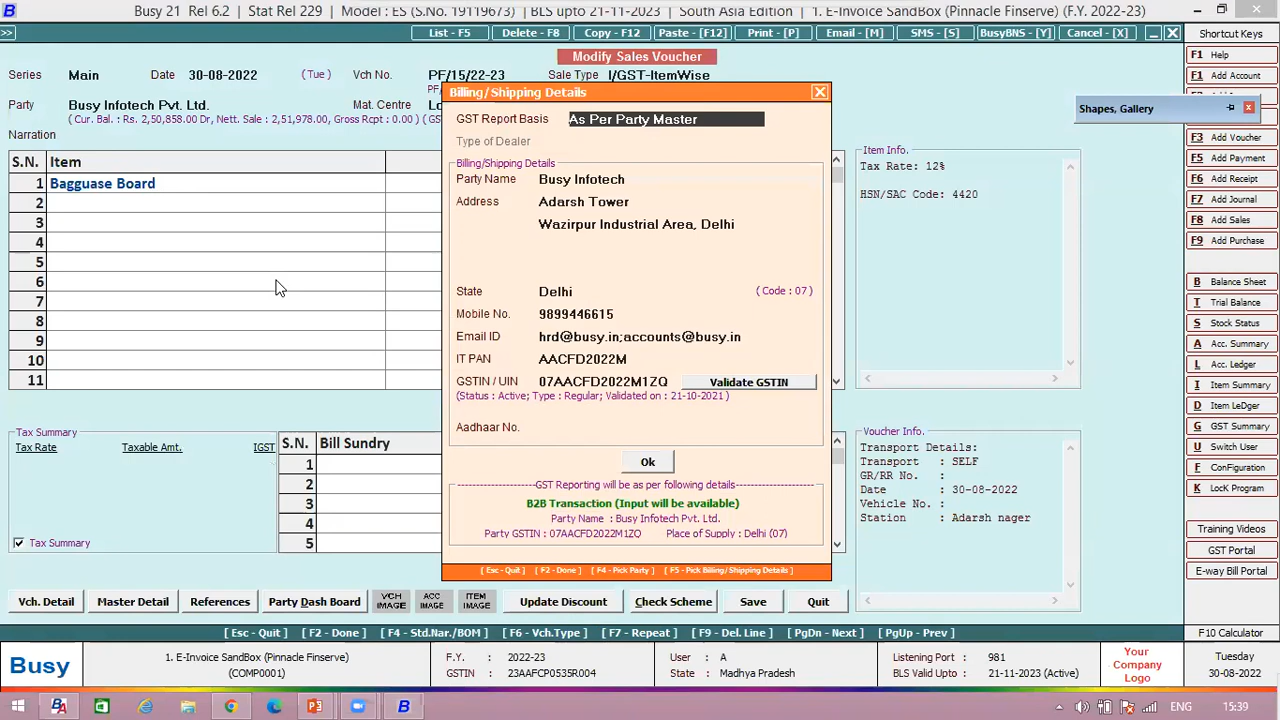 Busy 21 Rel 6.2 | Stat Rel 229 | Model : ES (S.No. 19119673) | BLS upto 21-11-2023 | South Asia Edition | 1. E-Invoice SandBox (Pinnacle Finserve) (F.Y. 2022-23)
>> List - F5 Delete - F8 Copy - F12 Paste - [F12] Print - [P] Email - [M] SMS - [S] BusyBNS - [Y] Cancel - [X] Shortcut Keys
Modify Sales Voucher
F1 Help
Series Main Date 30-08-2022 (Tue) Vch No. PF/15/22-23 Sale Type I/GST-ItemWise
F1 Add Account
Party Busy Infotech Pvt. Ltd. Mat. Centre
(Cur. Bal. : Rs. 2,50,858.00 Dr, Nett. Sale : 2,51,978.00, Gross Rcpt : 0.00)
Narration
Shapes, Gallery
F3 Add Voucher
F5 Add Payment
F6 Add Receipt
F7 Add Journal
F8 Add Sales
F9 Add Purchase
B Balance Sheet
T Trial Balance
S Stock Status
A Acc. Summary
L Acc. Ledger
I Item Summary
D Item LeDger
G GST Summary
U Switch User
F ConFiguration
K LocK Program
Training Videos
GST Portal
E-way Bill Portal
F10 Calculator
S.N. Item
1 Bagguase Board
2
3
4
5
6
7
8
9
10
11
Billing/Shipping Details
GST Report Basis As Per Party Master
Type of Dealer
Billing/Shipping Details
Party Name Busy Infotech
Address Adarsh Tower
Wazirpur Industrial Area, Delhi
State Delhi ( Code : 07 )
Mobile No. 9899446615
Email ID hrd@busy.in;accounts@busy.in
IT PAN AACFD2022M
GSTIN / UIN 07AACFD2022M1ZQ Validate GSTIN
(Status : Active; Type : Regular; Validated on : 21-10-2021 )
Aadhaar No.
Ok
GST Reporting will be as per following details
B2B Transaction (Input will be available)
Party Name : Busy Infotech Pvt. Ltd.
Party GSTIN : 07AACFD2022M1ZQ Place of Supply : Delhi (07)
[ Esc - Quit ] [ F2 - Done ] [ F4 - Pick Party ] [ F5 - Pick Billing/Shipping Details ]
Item Info.
Tax Rate: 12%
HSN/SAC Code: 4420
Tax Summary
Tax Rate Taxable Amt. IGST
Tax Summary
S.N. Bill Sundry
1
2
3
4
5
Voucher Info.
Transport Details:
Transport : SELF
GR/RR No. :
Date : 30-08-2022
Vehicle No. :
Station : Adarsh nager
Vch. Detail Master Detail References Party Dash Board VCH IMAGE ACC IMAGE ITEM IMAGE Update Discount Check Scheme Save Quit
[ Esc - Quit ] [ F2 - Done ] [ F4 - Std.Nar./BOM ] [ F6 - Vch.Type ] [ F7 - Repeat ] [ F9 - Del. Line ] [ PgDn - Next ] [ PgUp - Prev ]
Busy 1. E-Invoice SandBox (Pinnacle Finserve) F.Y. : 2022-23 User : A Listening Port : 981 Your Company Logo Tuesday
(COMP0001) GSTIN : 23AAFCP0535R004 State : Madhya Pradesh BLS Valid Upto : 21-11-2023 (Active) 30-08-2022
ENG 15:39